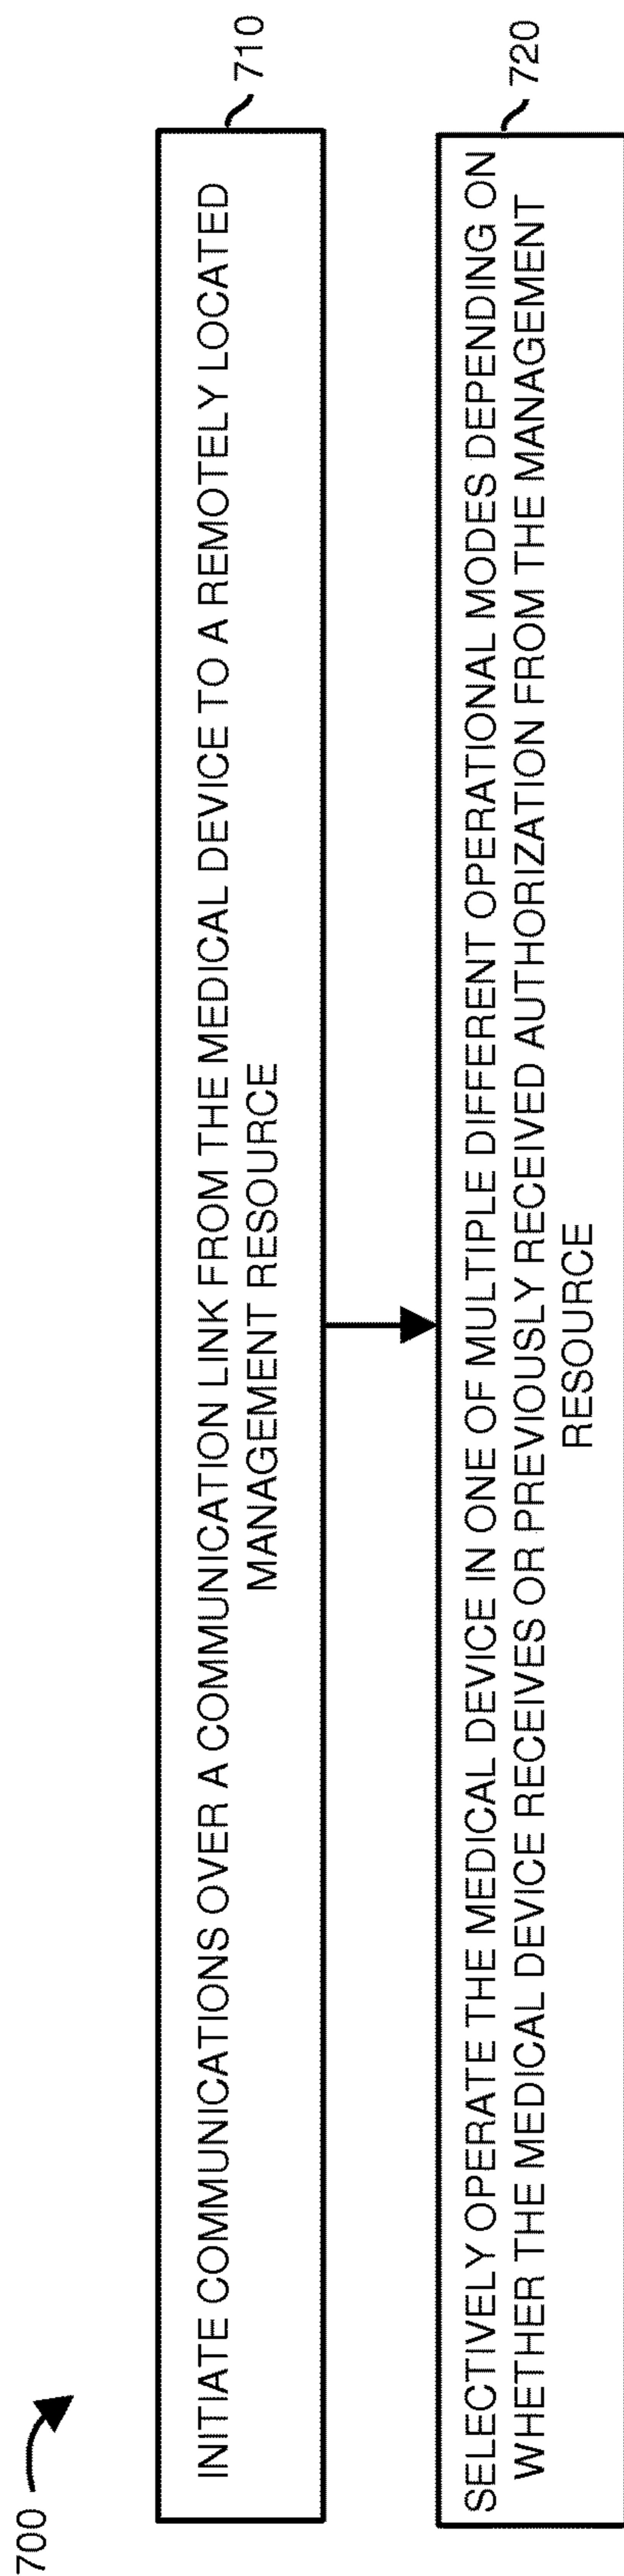 700
710
INITIATE COMMUNICATIONS OVER A COMMUNICATION LINK FROM THE MEDICAL DEVICE TO A REMOTELY LOCATED
MANAGEMENT RESOURCE
720
SELECTIVELY OPERATE THE MEDICAL DEVICE IN ONE OF MULTIPLE DIFFERENT OPERATIONAL MODES DEPENDING ON
WHETHER THE MEDICAL DEVICE RECEIVES OR PREVIOUSLY RECEIVED AUTHORIZATION FROM THE MANAGEMENT
RESOURCE